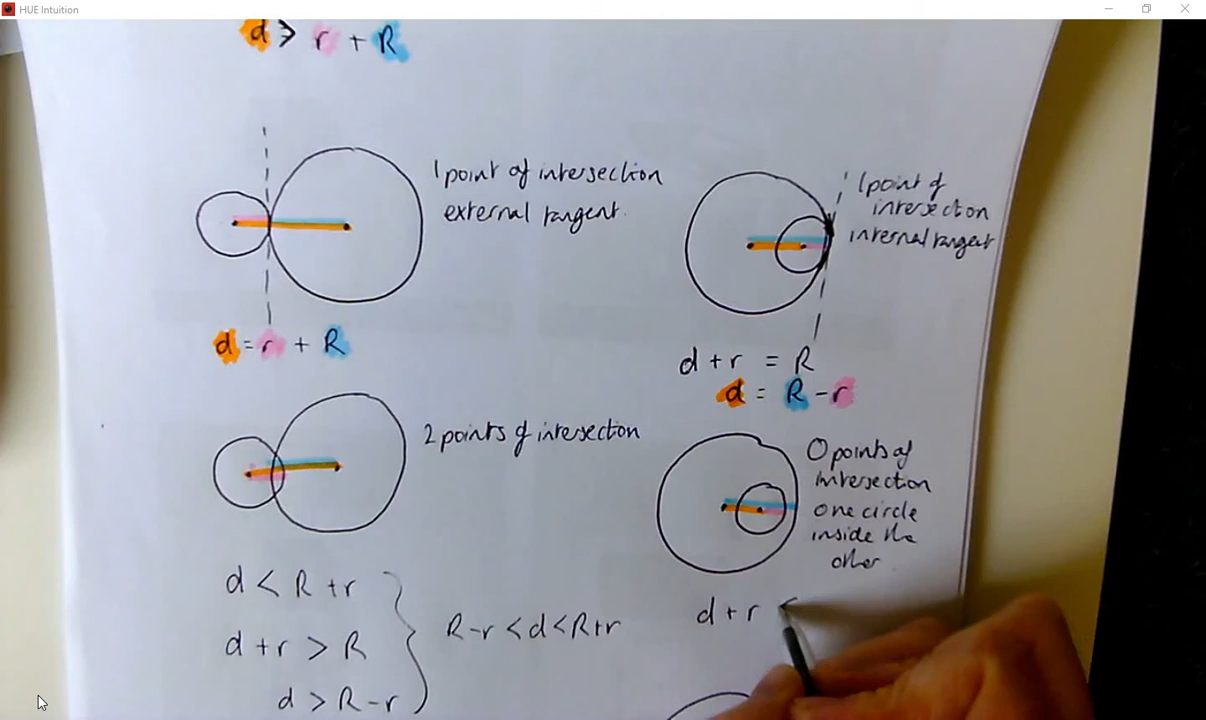 HUE Intuition
d > r + R
1 point of intersection
external tangent.
d = r + R
2 points of intersection
d < R + r
d + r > R
d > R - r
R-r < d < R+r
1 point of
intersection
internal tangent
d + r = R
d = R - r
0 points of
intersection
one circle
inside the
other
d + r <